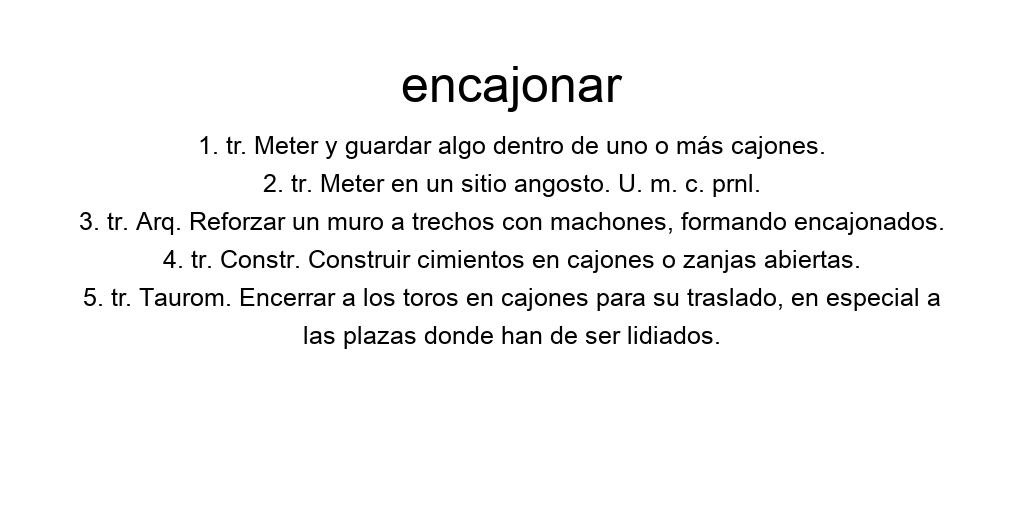 encajonar
1. tr. Meter y guardar algo dentro de uno o más cajones.
2. tr. Meter en un sitio angosto. U. m. c. prnl.
3. tr. Arq. Reforzar un muro a trechos con machones, formando encajonados.
4. tr. Constr. Construir cimientos en cajones o zanjas abiertas.
5. tr. Taurom. Encerrar a los toros en cajones para su traslado, en especial a
las plazas donde han de ser lidiados.